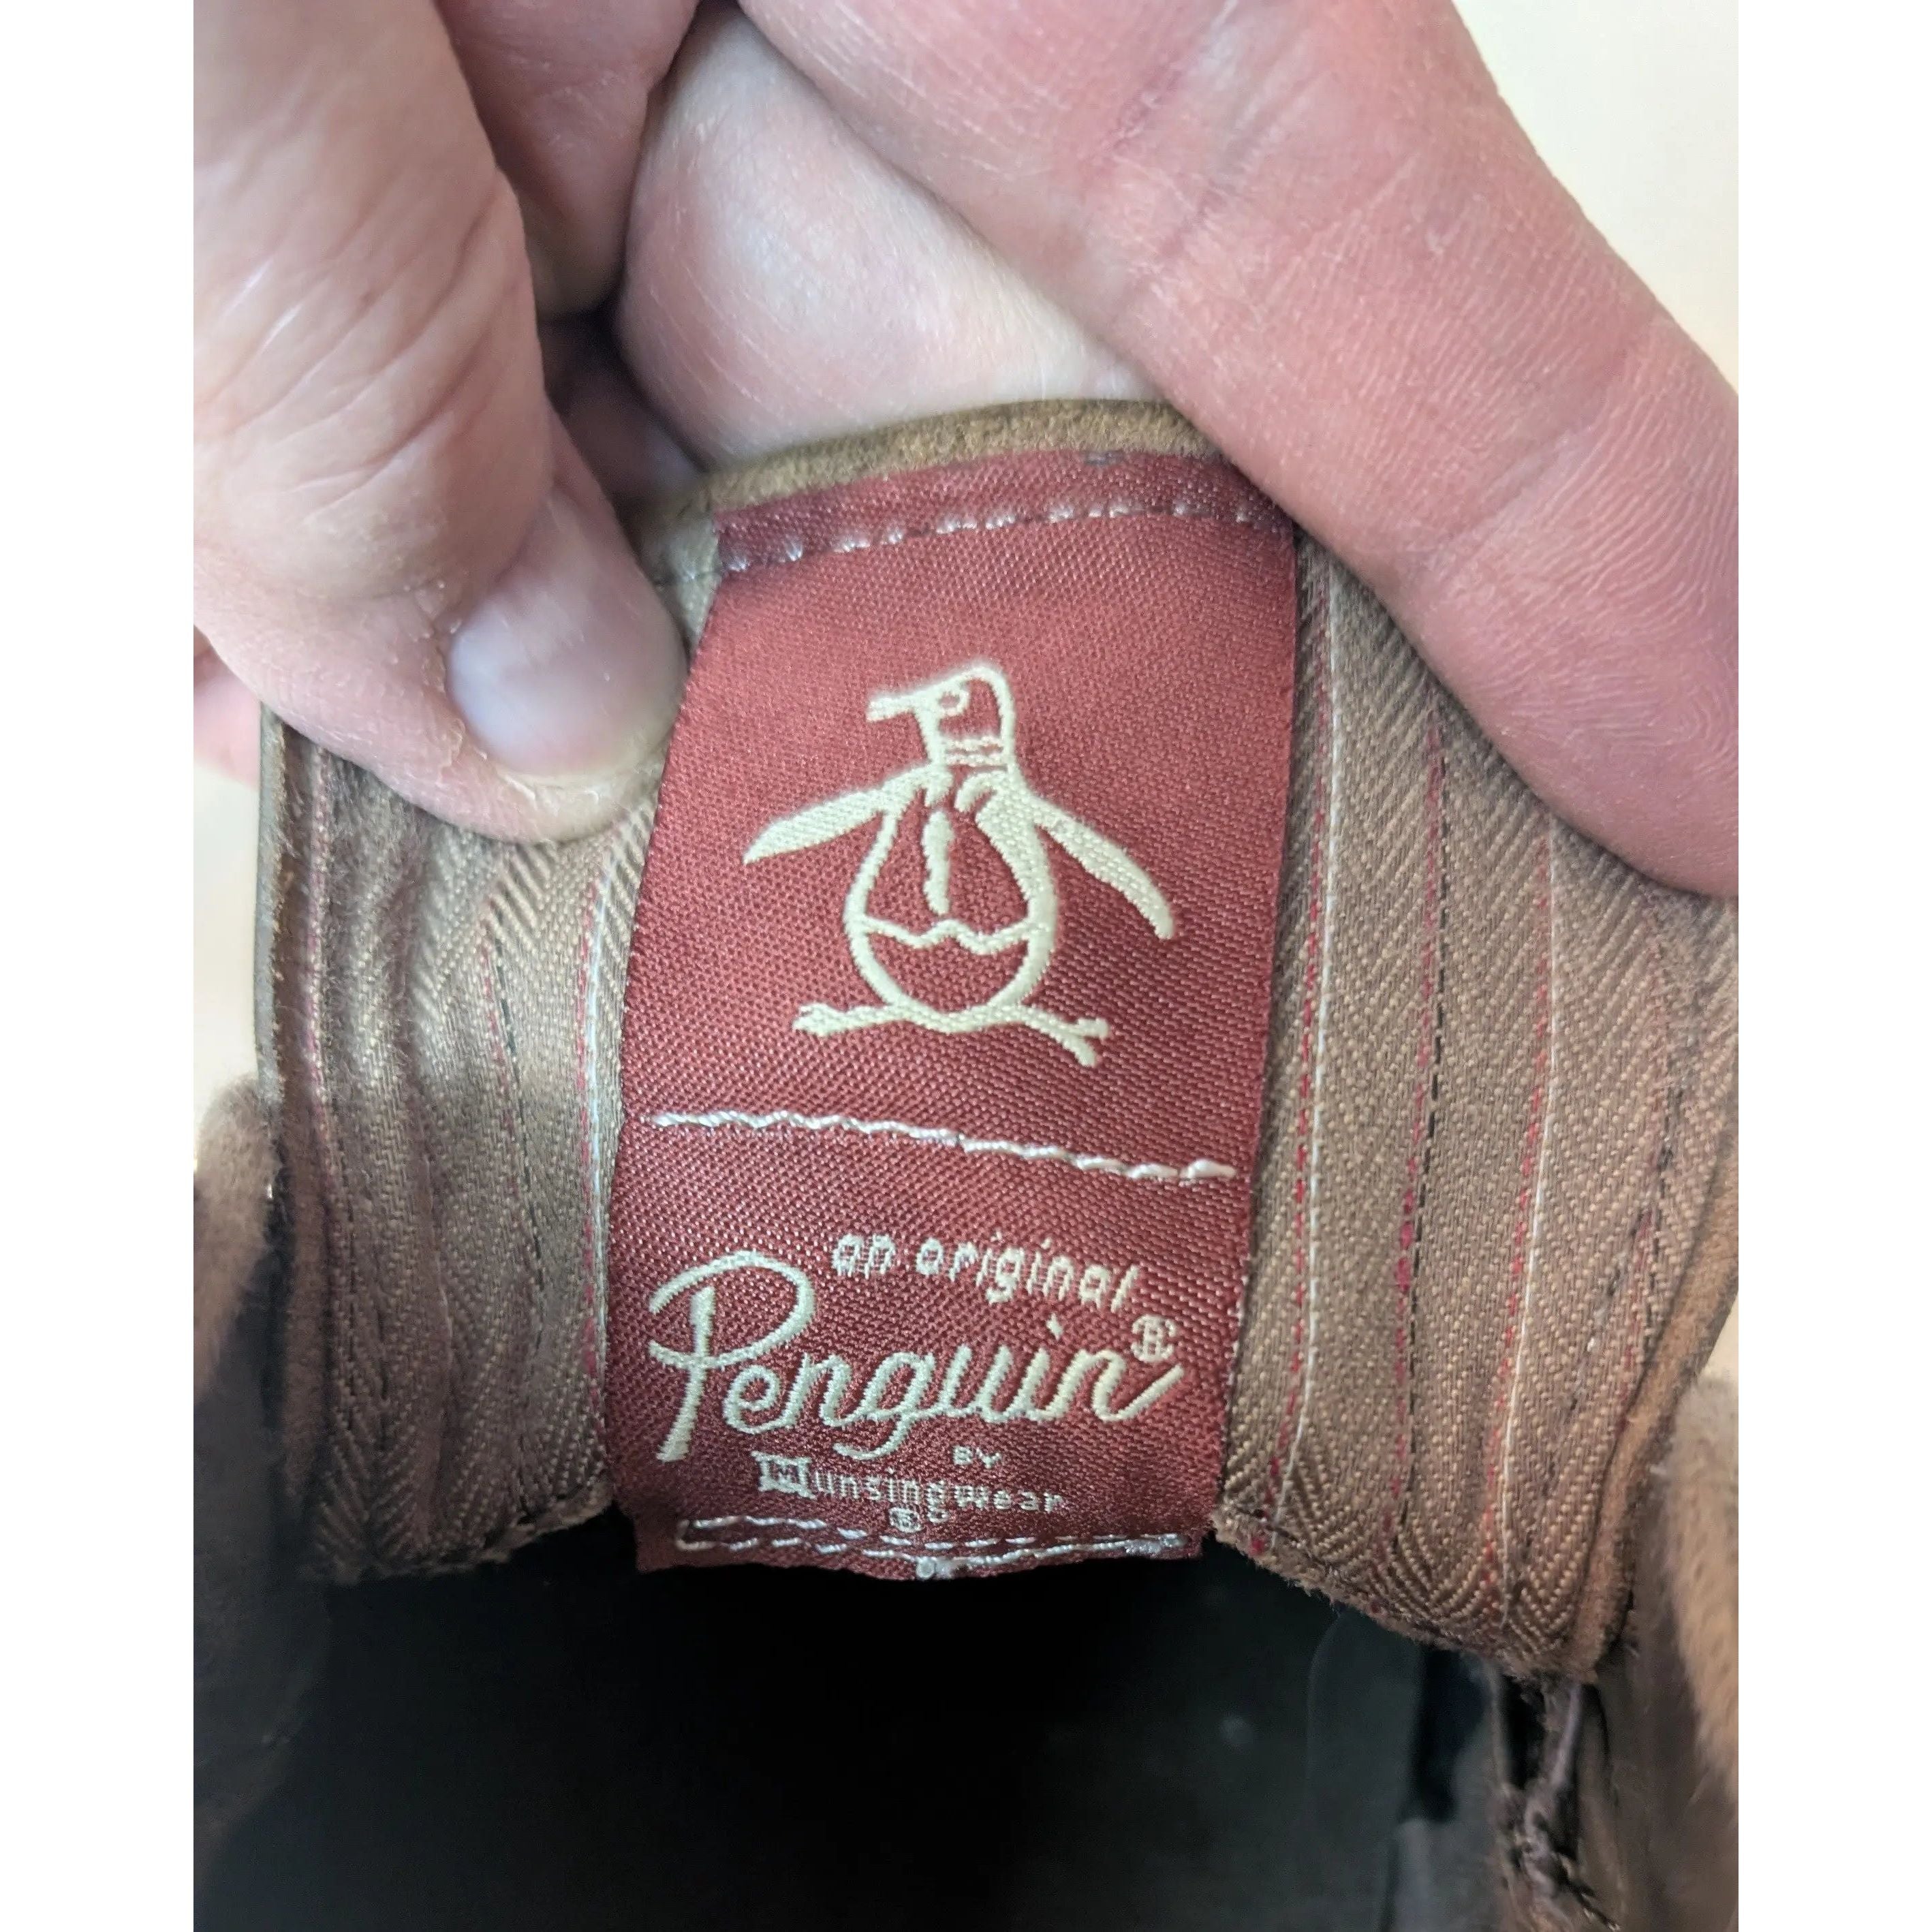 an original
Penguin®
BY
Munsingwear
®